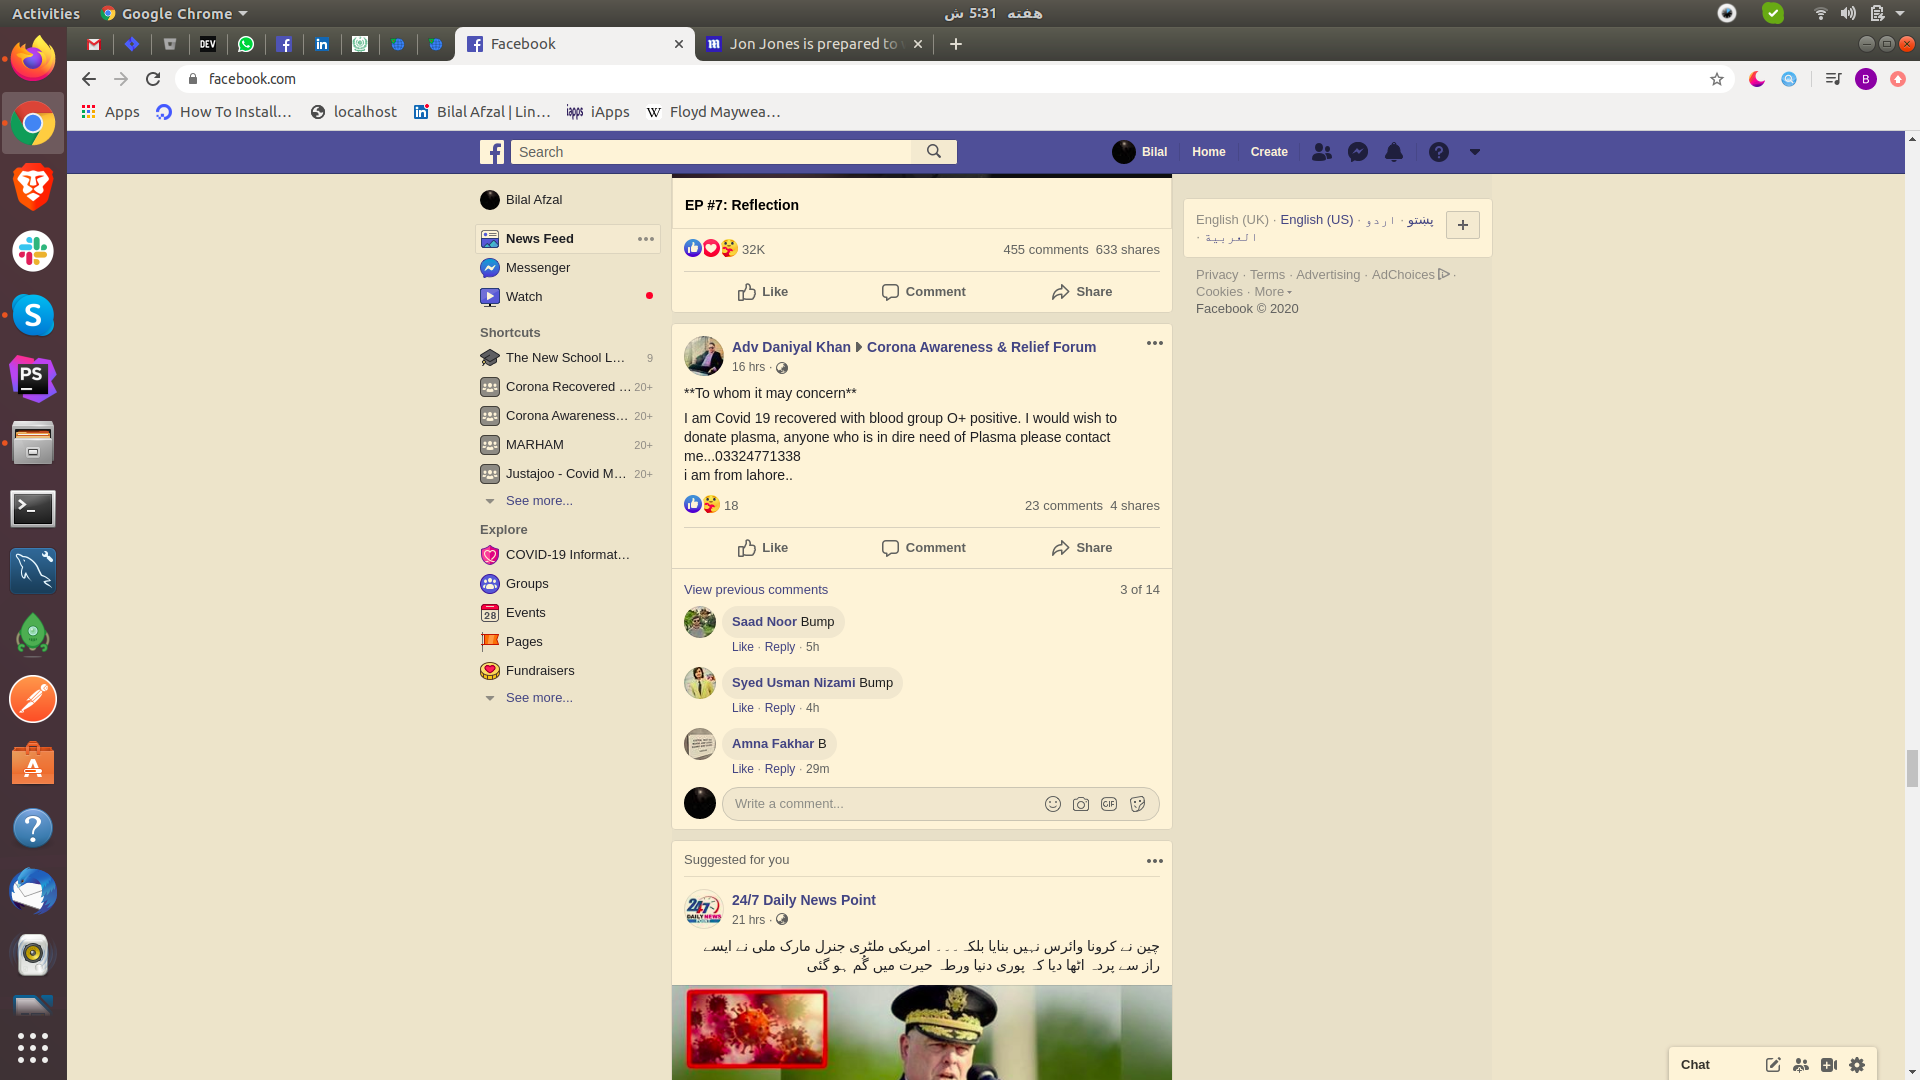 Activities
Google Chrome
هفته 5:31 ش
DEV
Facebook
Jon Jones is prepared to
facebook.com
B
Apps
How To Install...
localhost
Bilal Afzal | Lin...
iApps
Floyd Maywea...
Search
Bilal
Home
Create
Bilal Afzal
News Feed
Messenger
Watch
Shortcuts
The New School L... 9
Corona Recovered ... 20+
Corona Awareness... 20+
MARHAM 20+
Justajoo - Covid M... 20+
See more...
Explore
COVID-19 Informat...
Groups
28
Events
Pages
Fundraisers
See more...
EP #7: Reflection
32K
455 comments 633 shares
Like
Comment
Share
Adv Daniyal Khan Corona Awareness & Relief Forum
16 hrs ·
**To whom it may concern**
I am Covid 19 recovered with blood group O+ positive. I would wish to
donate plasma, anyone who is in dire need of Plasma please contact
me...03324771338
i am from lahore..
18
23 comments 4 shares
Like
Comment
Share
View previous comments
3 of 14
Saad Noor Bump
Like · Reply · 5h
Syed Usman Nizami Bump
Like · Reply · 4h
Amna Fakhar B
Like · Reply · 29m
Write a comment...
GIF
Suggested for you
24/7 DAILY NEWS POINT
24/7 Daily News Point
21 hrs ·
چین نے کرونا وائرس نہیں بنایا بلکہ۔۔۔ امریکی ملٹری جنرل مارک ملی نے ایسے
راز سے پردہ اٹھا دیا کہ پوری دنیا ورطہ حیرت میں گُم ہو گئی
English (UK) · English (US) · اردو · پښتو
· العربية
Privacy · Terms · Advertising · AdChoices ·
Cookies · More
Facebook © 2020
Chat
PS